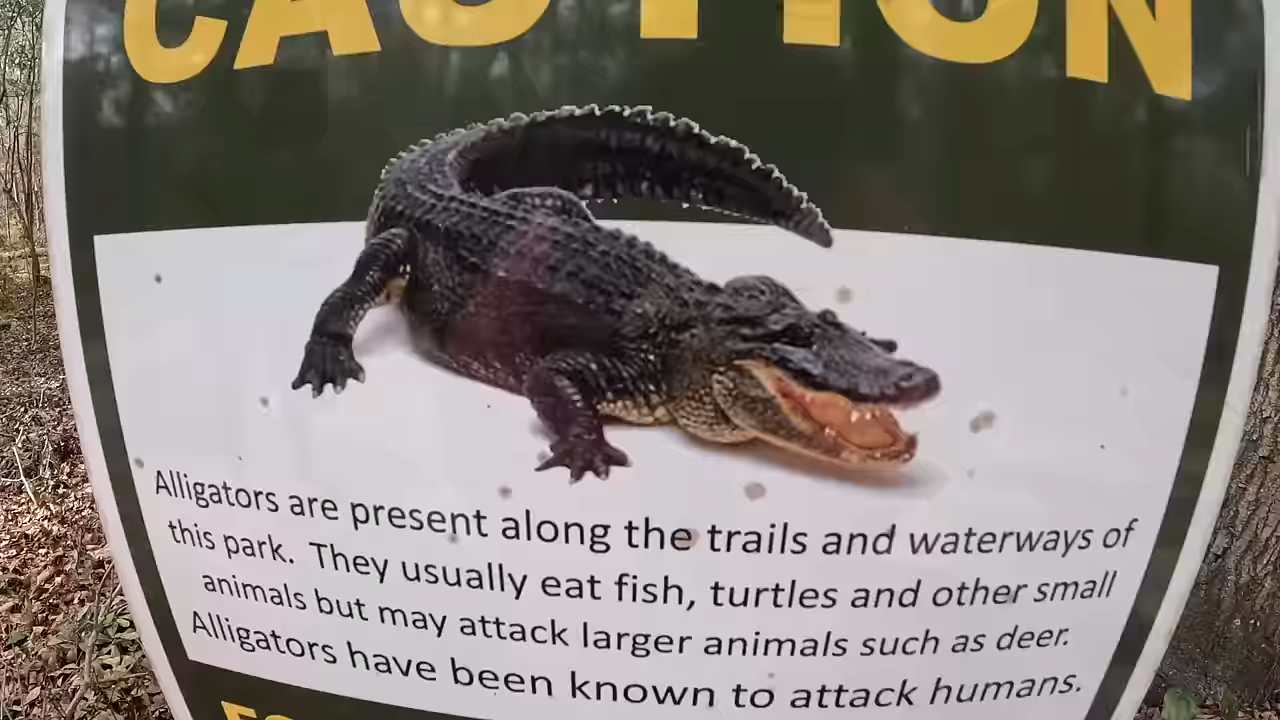 CAUTION
Alligators are present along the trails and waterways of
this park. They usually eat fish, turtles and other small
animals but may attack larger animals such as deer.
Alligators have been known to attack humans.